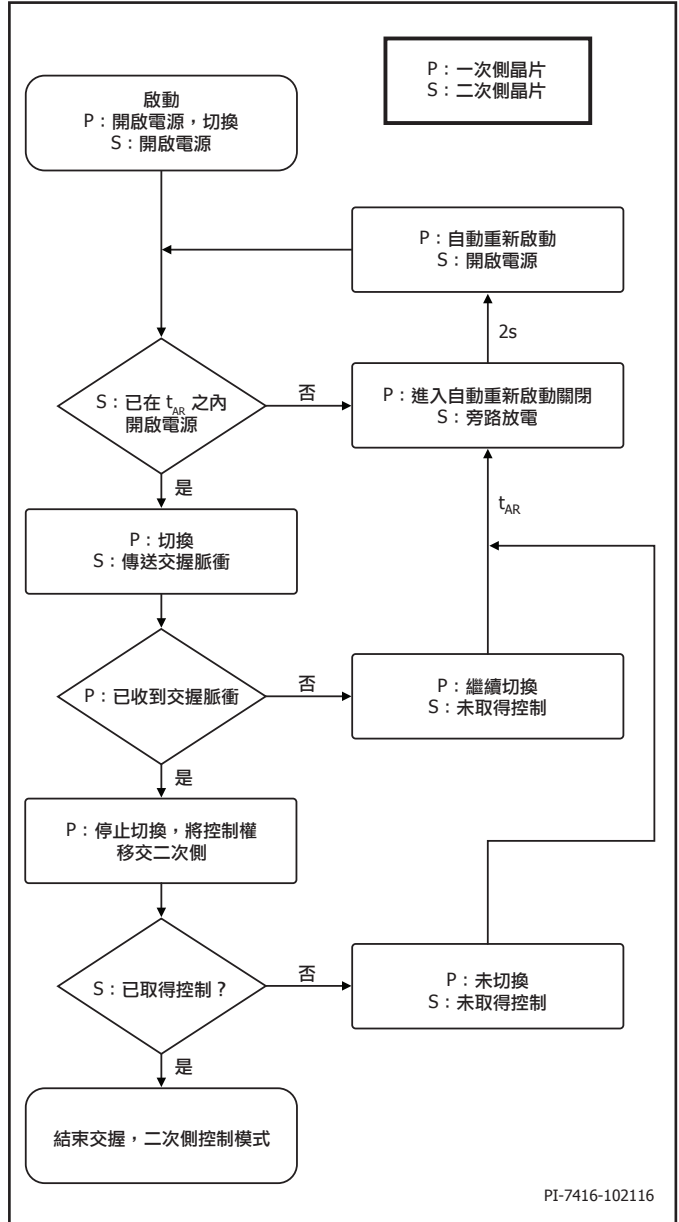 P：一次側晶片
S：二次側晶片
啟動
P：開啟電源，切換
S：開啟電源
P：自動重新啟動
S：開啟電源
2s
S：已在 tAR 之內
開啟電源
否
P：進入自動重新啟動關閉
S：旁路放電
是
tAR
P：切換
S：傳送交握脈衝
P：已收到交握脈衝
否
P：繼續切換
S：未取得控制
是
P：停止切換，將控制權
移交二次側
S：已取得控制？
否
P：未切換
S：未取得控制
是
結束交握，二次側控制模式
PI-7416-102116